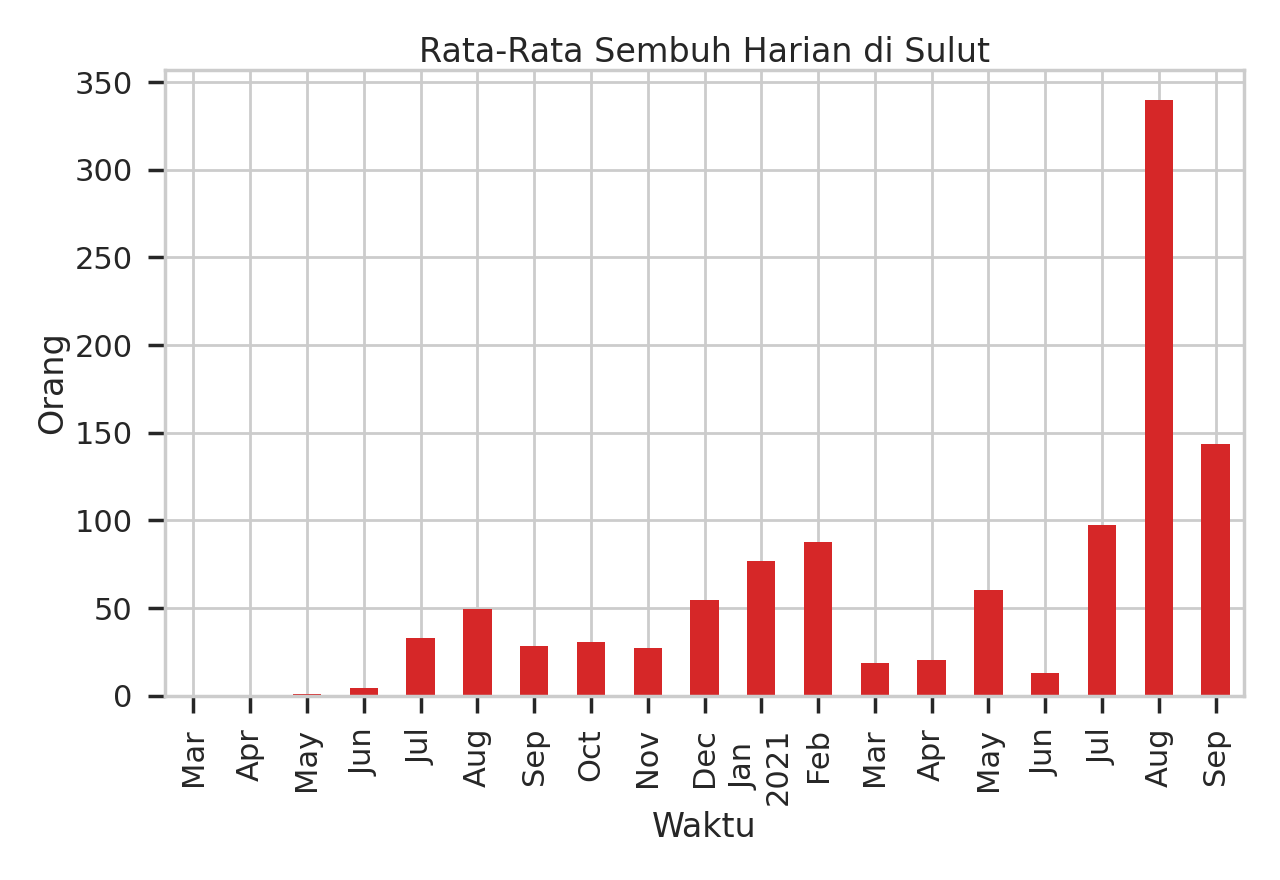 Rata-Rata Sembuh Harian di Sulut
350
300
250
200
150
100
50
0
Orang
Mar
Apr
May
Jun
Jul
Aug
Sep
Oct
Nov
Dec
Jan
2021
Feb
Mar
Apr
May
Jun
Jul
Aug
Sep
Waktu